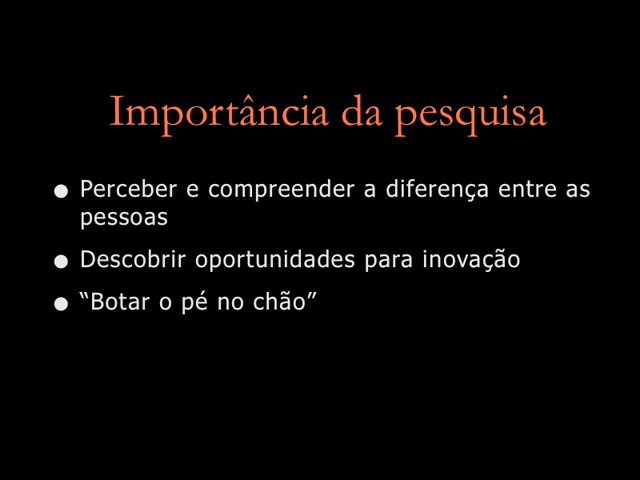 Importância da pesquisa
● Perceber e compreender a diferença entre as
pessoas
● Descobrir oportunidades para inovação
● “Botar o pé no chão”